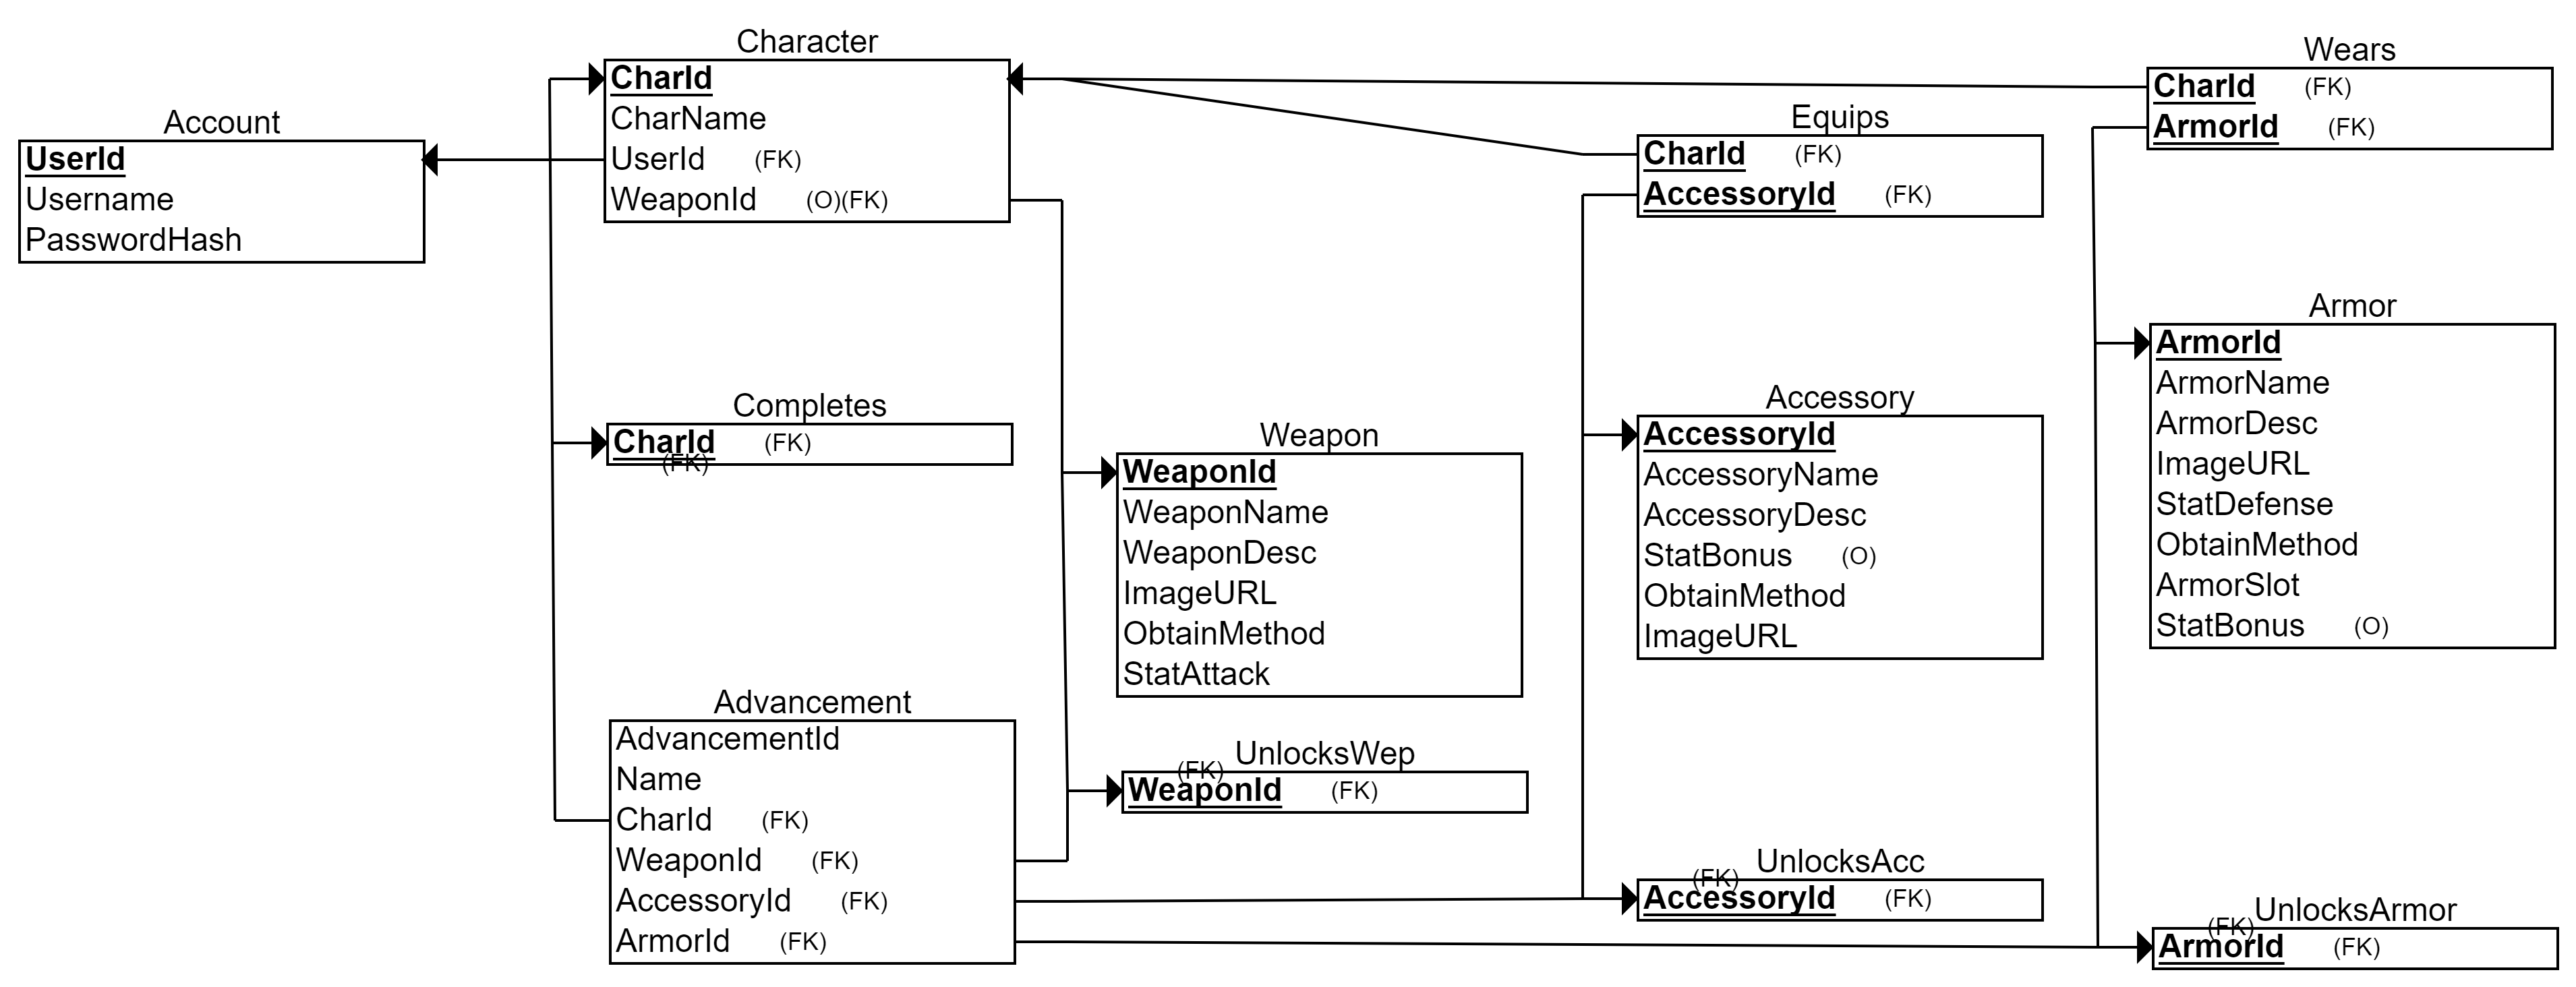 Account
UserId
Username
PasswordHash
Character
CharId
CharName
UserId (FK)
WeaponId (O)(FK)
Completes
CharId (FK)
(FK)
Advancement
AdvancementId
Name
CharId (FK)
WeaponId (FK)
AccessoryId (FK)
ArmorId (FK)
Weapon
WeaponId
WeaponName
WeaponDesc
ImageURL
ObtainMethod
StatAttack
UnlocksWep
(FK)
WeaponId (FK)
Equips
CharId (FK)
AccessoryId (FK)
Accessory
AccessoryId
AccessoryName
AccessoryDesc
StatBonus (O)
ObtainMethod
ImageURL
UnlocksAcc
(FK)
AccessoryId (FK)
Wears
CharId (FK)
ArmorId (FK)
Armor
ArmorId
ArmorName
ArmorDesc
ImageURL
StatDefense
ObtainMethod
ArmorSlot
StatBonus (O)
UnlocksArmor
(FK)
ArmorId (FK)